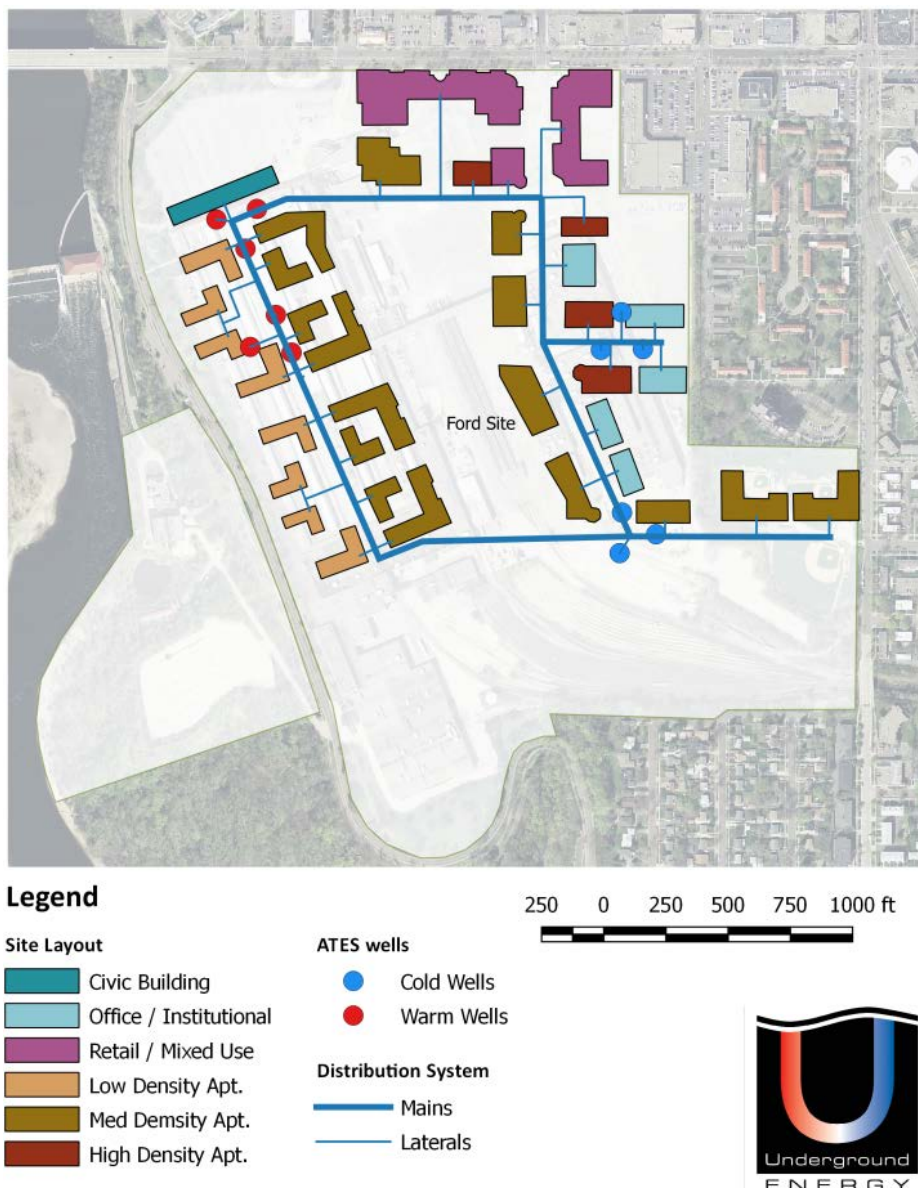 Ford Site
Legend
250 0 250 500 750 1000 ft
Site Layout
Civic Building
Office / Institutional
Retail / Mixed Use
Low Density Apt.
Med Demsity Apt.
High Density Apt.
ATES wells
Cold Wells
Warm Wells
Distribution System
Mains
Laterals
Underground
ENERGY